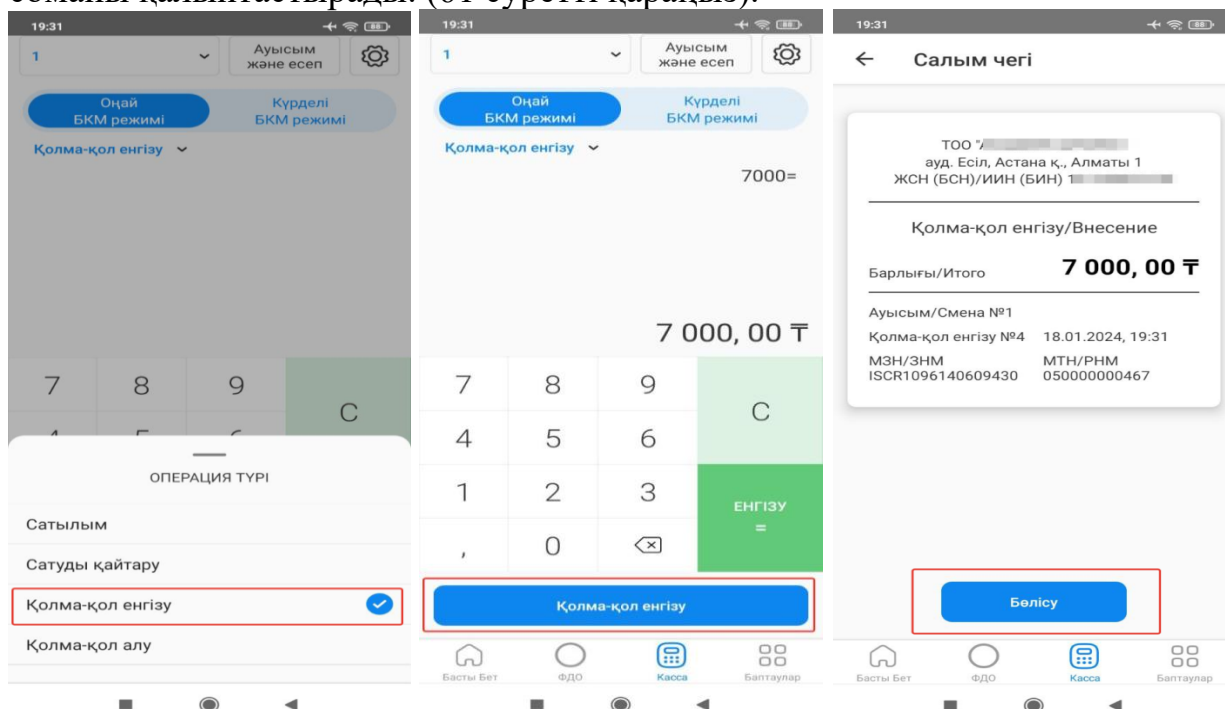 соманы қалыптастырады. (61 суретті қараңыз).
19:31
1
Ауысым
және есеп
Оңай
БКМ режимі
Күрделі
БКМ режимі
Қолма-қол енгізу
7 8 9
C
ОПЕРАЦИЯ ТҮРІ
Сатылым
Сатуды қайтару
Қолма-қол енгізу
Қолма-қол алу
19:31
1
Ауысым
және есеп
Оңай
БКМ режимі
Күрделі
БКМ режимі
Қолма-қол енгізу
7000=
7 000, 00 ₸
7 8 9
C
4 5 6
1 2 3
ЕНГІЗУ
=
, 0
Қолма-қол енгізу
Басты Бет ФДО Касса Баптаулар
19:31
Салым чегі
ТОО "
ауд. Есіл, Астана қ., Алматы 1
ЖСН (БСН)/ИИН (БИН) 1
Қолма-қол енгізу/Внесение
Барлығы/Итого 7 000, 00 ₸
Ауысым/Смена №1
Қолма-қол енгізу №4 18.01.2024, 19:31
МЗН/ЗНМ МТН/РНМ
ISCR1096140609430 050000000467
Бөлісу
Басты Бет ФДО Касса Баптаулар